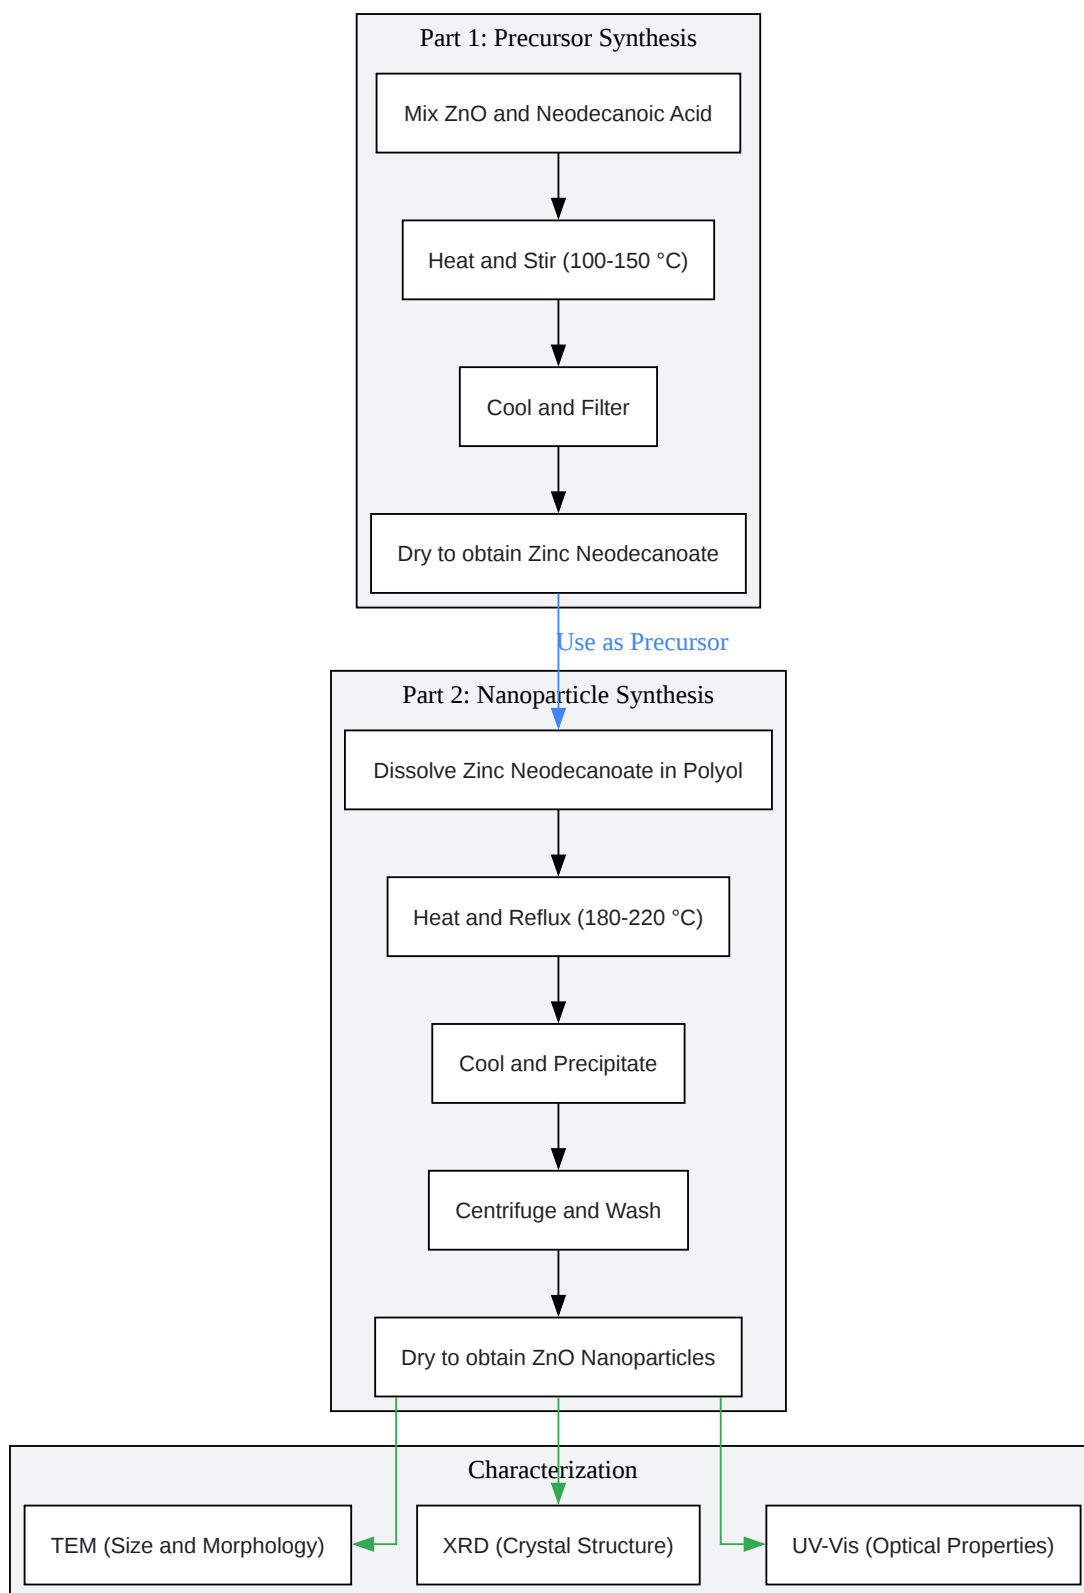 Part 1: Precursor Synthesis
Mix ZnO and Neodecanoic Acid
Heat and Stir (100-150 °C)
Cool and Filter
Dry to obtain Zinc Neodecanoate
Use as Precursor
Part 2: Nanoparticle Synthesis
Dissolve Zinc Neodecanoate in Polyol
Heat and Reflux (180-220 °C)
Cool and Precipitate
Centrifuge and Wash
Dry to obtain ZnO Nanoparticles
Characterization
TEM (Size and Morphology)
XRD (Crystal Structure)
UV-Vis (Optical Properties)